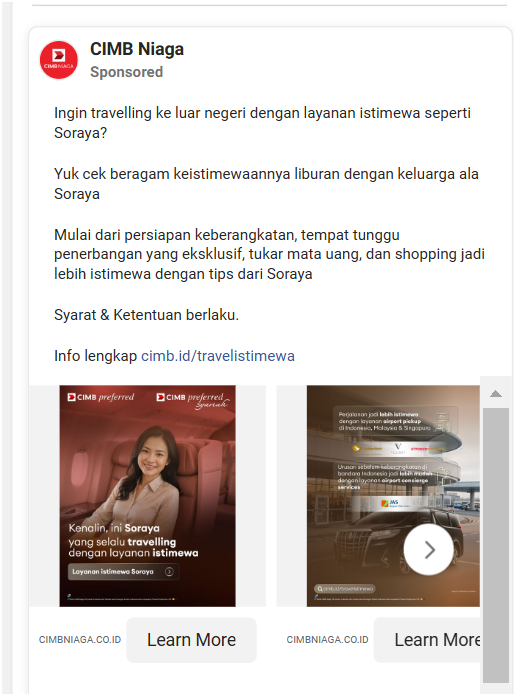 CIMB Niaga
CIMB NIAGA
Sponsored
Ingin travelling ke luar negeri dengan layanan istimewa seperti
Soraya?
Yuk cek beragam keistimewaannya liburan dengan keluarga ala
Soraya
Mulai dari persiapan keberangkatan, tempat tunggu
penerbangan yang eksklusif, tukar mata uang, dan shopping jadi
lebih istimewa dengan tips dari Soraya
Syarat & Ketentuan berlaku.
Info lengkap cimb.id/travelistimewa
CIMB preferred
CIMB preferred
Syariah
Kenalin, ini Soraya
yang selalu travelling
dengan layanan istimewa
Layanan istimewa Soraya
Perjalanan jadi lebih istimewa
dengan layanan airport pickup
di Indonesia, Malaysia & Singapura
Urusan sebelum keberangkatan di
bandara Indonesia jadi lebih mudah
dengan layanan airport concierge
services
JAS
cimb.id/travelistimewa
CIMBNIAGA.CO.ID
Learn More
CIMBNIAGA.CO.ID
Learn More